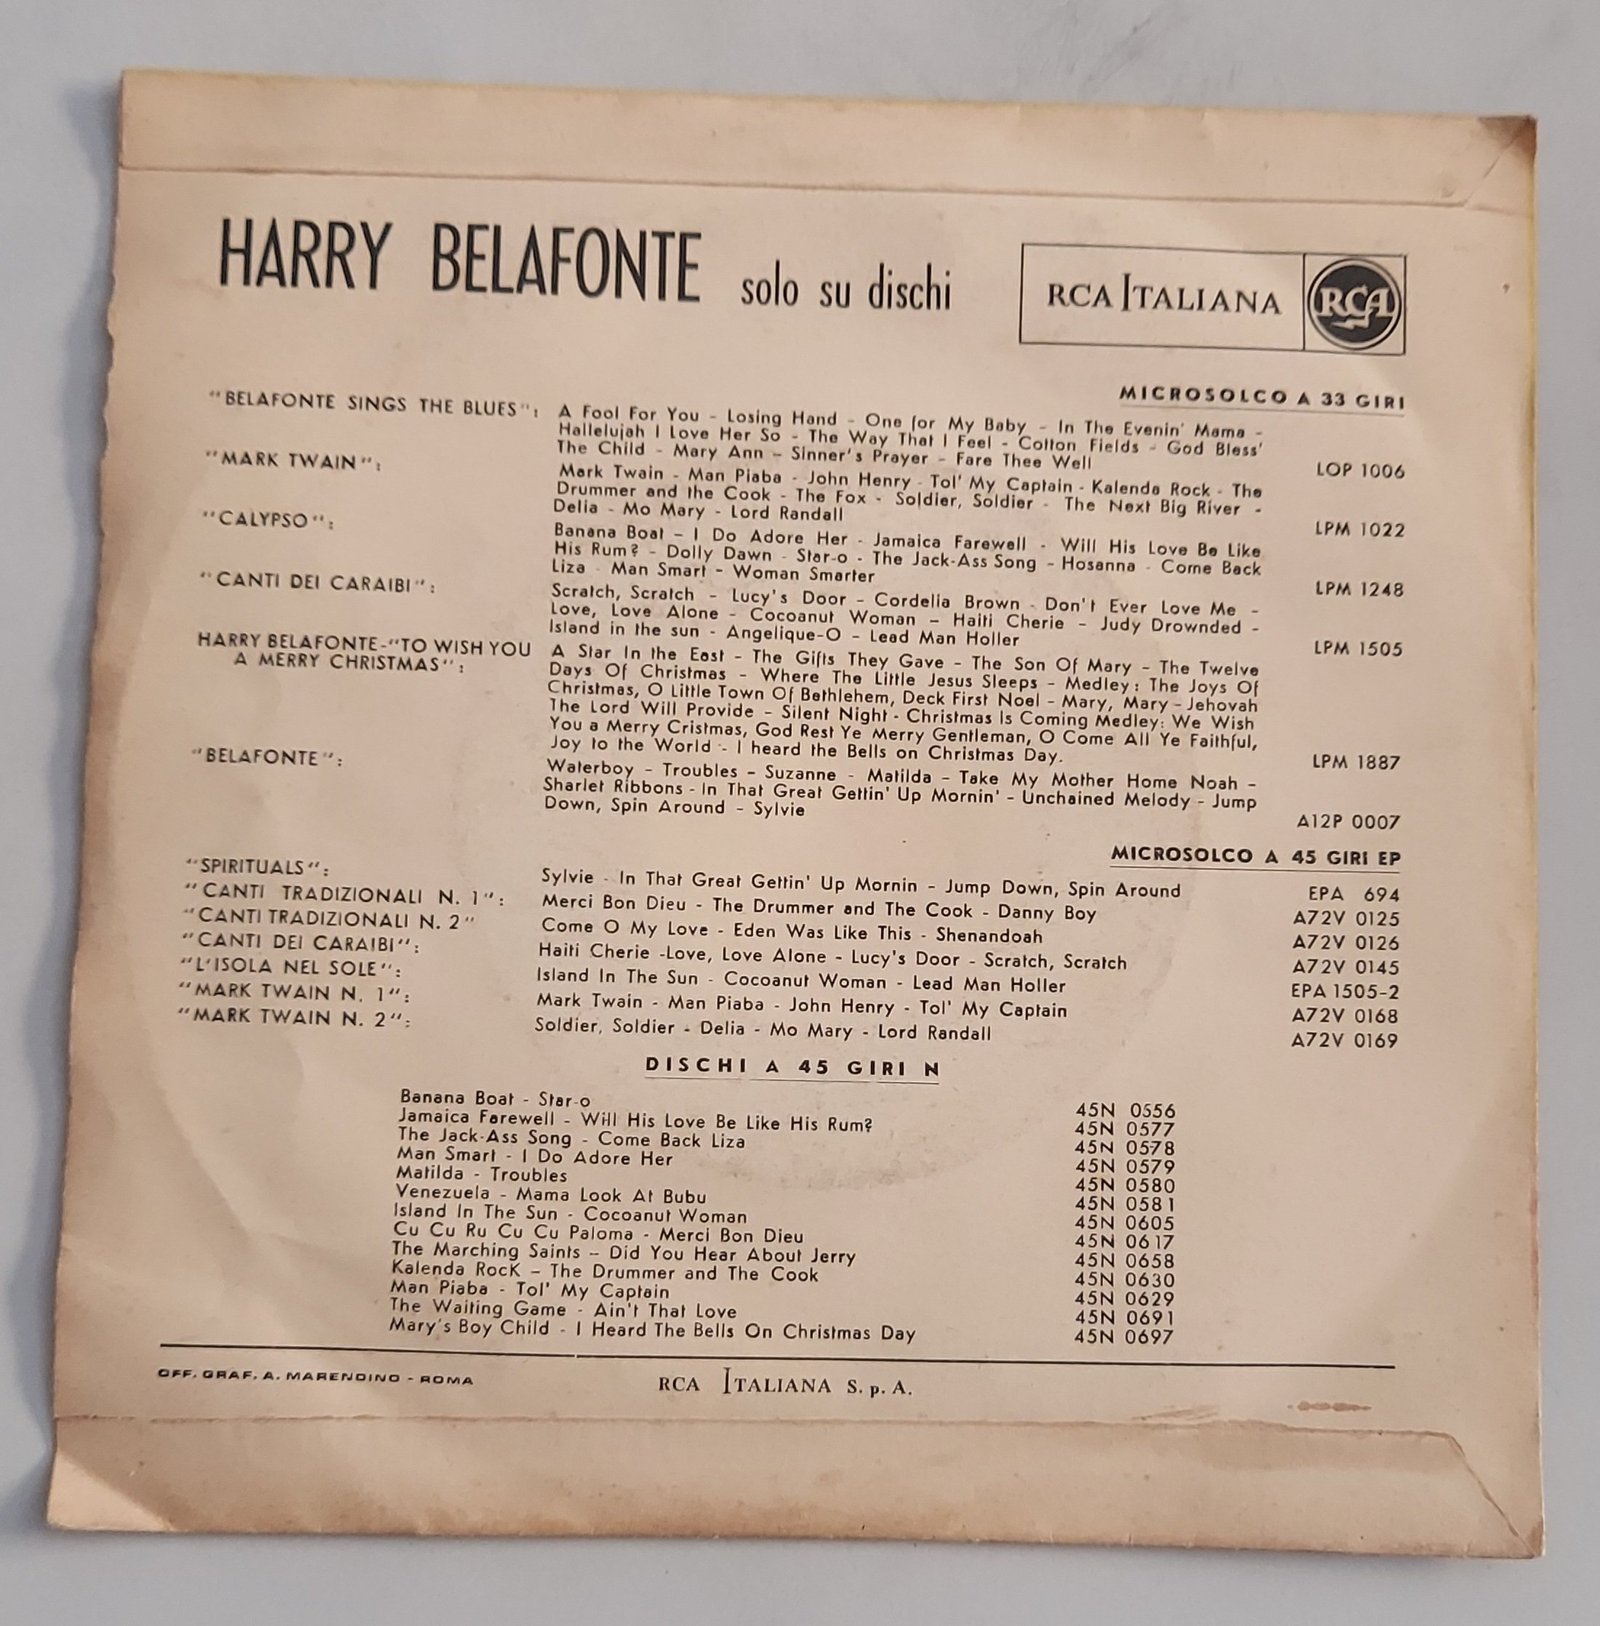 HARRY BELAFONTE solo su dischi
RCA ITALIANA RCA
MICROSOLCO A 33 GIRI
"BELAFONTE SINGS THE BLUES": A Fool For You - Losing Hand - One for My Baby - In The Evenin' Mama -
Hallelujah I Love Her So - The Way That I Feel - Cotton Fields - God Bless'
The Child - Mary Ann - Sinner's Prayer - Fare Thee Well LOP 1006
"MARK TWAIN": Mark Twain - Man Piaba - John Henry - Tol' My Captain - Kalenda Rock - The
Drummer and the Cook - The Fox - Soldier, Soldier - The Next Big River -
Delia - Mo Mary - Lord Randall LPM 1022
"CALYPSO": Banana Boat - I Do Adore Her - Jamaica Farewell - Will His Love Be Like
His Rum? - Dolly Dawn - Star-o - The Jack-Ass Song - Hosanna - Come Back
Liza - Man Smart - Woman Smarter LPM 1248
"CANTI DEI CARAIBI": Scratch, Scratch - Lucy's Door - Cordelia Brown - Don't Ever Love Me -
Love, Love Alone - Cocoanut Woman - Haiti Cherie - Judy Drownded -
Island in the sun - Angelique-O - Lead Man Holler LPM 1505
HARRY BELAFONTE-"TO WISH YOU
A MERRY CHRISTMAS": A Star In the East - The Gifts They Gave - The Son Of Mary - The Twelve
Days Of Christmas - Where The Little Jesus Sleeps - Medley: The Joys Of
Christmas, O Little Town Of Bethlehem, Deck First Noel - Mary, Mary - Jehovah
The Lord Will Provide - Silent Night - Christmas Is Coming Medley: We Wish
You a Merry Cristmas, God Rest Ye Merry Gentleman, O Come All Ye Faithful,
Joy to the World - I heard the Bells on Christmas Day. LPM 1887
"BELAFONTE": Waterboy - Troubles - Suzanne - Matilda - Take My Mother Home Noah -
Sharlet Ribbons - In That Great Gettin' Up Mornin' - Unchained Melody - Jump
Down, Spin Around - Sylvie A12P 0007
MICROSOLCO A 45 GIRI EP
"SPIRITUALS": Sylvie - In That Great Gettin' Up Mornin - Jump Down, Spin Around EPA 694
"CANTI TRADIZIONALI N. 1": Merci Bon Dieu - The Drummer and The Cook - Danny Boy A72V 0125
"CANTI TRADIZIONALI N. 2" Come O My Love - Eden Was Like This - Shenandoah A72V 0126
"CANTI DEI CARAIBI": Haiti Cherie -Love, Love Alone - Lucy's Door - Scratch, Scratch A72V 0145
"L'ISOLA NEL SOLE": Island In The Sun - Cocoanut Woman - Lead Man Holler EPA 1505-2
"MARK TWAIN N. 1": Mark Twain - Man Piaba - John Henry - Tol' My Captain A72V 0168
"MARK TWAIN N. 2": Soldier, Soldier - Delia - Mo Mary - Lord Randall A72V 0169
DISCHI A 45 GIRI N
Banana Boat - Star-o 45N 0556
Jamaica Farewell - Will His Love Be Like His Rum? 45N 0577
The Jack-Ass Song - Come Back Liza 45N 0578
Man Smart - I Do Adore Her 45N 0579
Matilda - Troubles 45N 0580
Venezuela - Mama Look At Bubu 45N 0581
Island In The Sun - Cocoanut Woman 45N 0605
Cu Cu Ru Cu Cu Paloma - Merci Bon Dieu 45N 0617
The Marching Saints - Did You Hear About Jerry 45N 0658
Kalenda Rock - The Drummer and The Cook 45N 0630
Man Piaba - Tol' My Captain 45N 0629
The Waiting Game - Ain't That Love 45N 0691
Mary's Boy Child - I Heard The Bells On Christmas Day 45N 0697
OFF. GRAF. A. MARENDINO - ROMA RCA ITALIANA S. p. A.